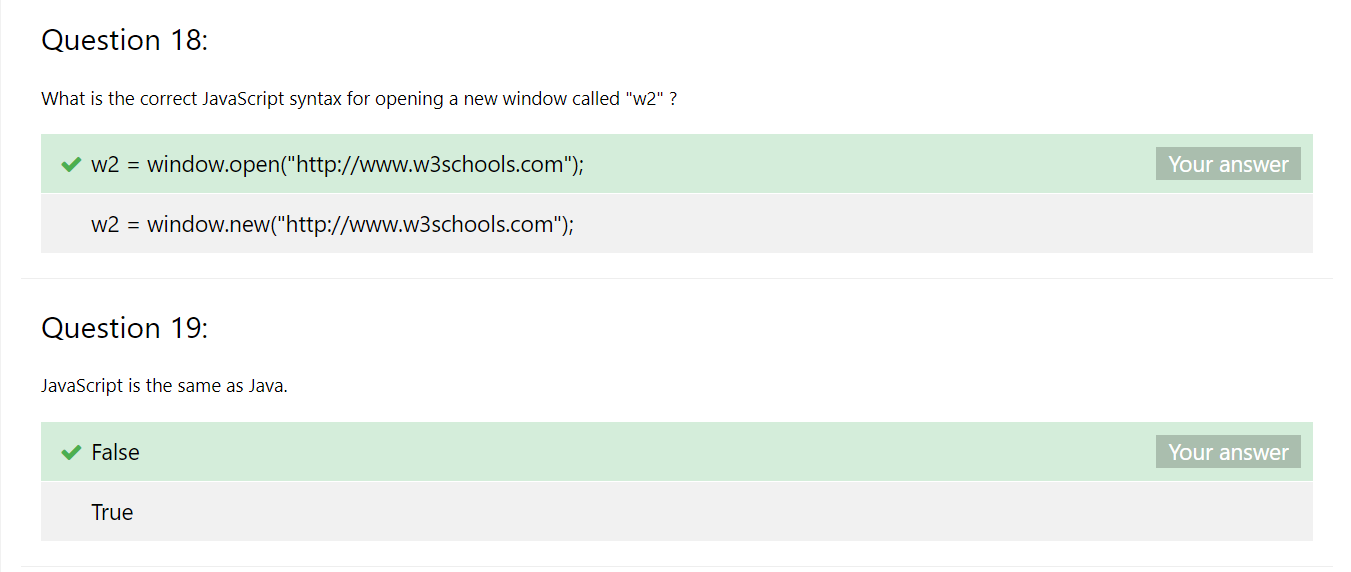 Question 18:
What is the correct JavaScript syntax for opening a new window called "w2" ?
w2 = window.open("http://www.w3schools.com"); Your answer
w2 = window.new("http://www.w3schools.com");
Question 19:
JavaScript is the same as Java.
False Your answer
True